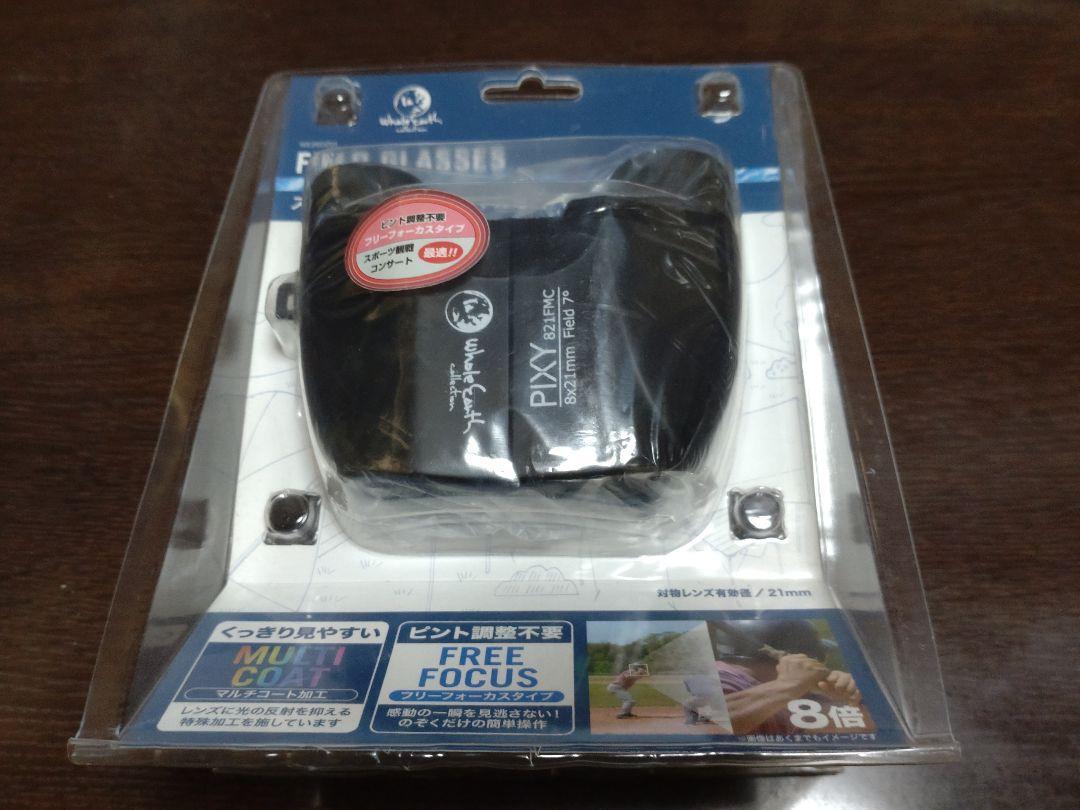 Whole Earth
collection
FIELD GLASSES
ピント調整不要
フリーフォーカスタイプ
スポーツ観戦
コンサート
最適!!
Whole Earth
collection
PIXY 821FMC
8x21mm Field 7°
対物レンズ有効径 / 21mm
くっきり見やすい
MULTI
COAT
マルチコート加工
レンズに光の反射を抑える
特殊加工を施しています
ピント調整不要
FREE
FOCUS
フリーフォーカスタイプ
感動の一瞬を見逃さない!
のぞくだけの簡単操作
8倍
※画像はあくまでもイメージです